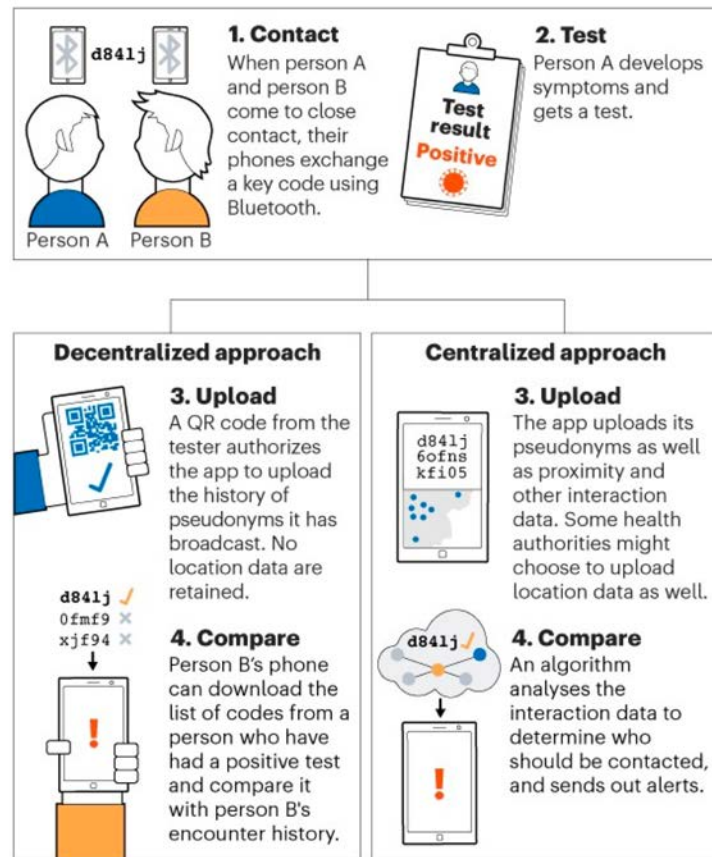 d841j
Person A
Person B
1. Contact
When person A
and person B
come to close
contact, their
phones exchange
a key code using
Bluetooth.
Test
result
Positive
2. Test
Person A develops
symptoms and
gets a test.
Decentralized approach
3. Upload
A QR code from the
tester authorizes
the app to upload
the history of
pseudonyms it has
broadcast. No
location data are
retained.
d841j
0fmf9
xjf94
!
4. Compare
Person B's phone
can download the
list of codes from a
person who have
had a positive test
and compare it
with person B's
encounter history.
Centralized approach
d841j
6ofns
kfi05
3. Upload
The app uploads its
pseudonyms as well
as proximity and
other interaction
data. Some health
authorities might
choose to upload
location data as well.
d841j
!
4. Compare
An algorithm
analyses the
interaction data to
determine who
should be contacted,
and sends out alerts.